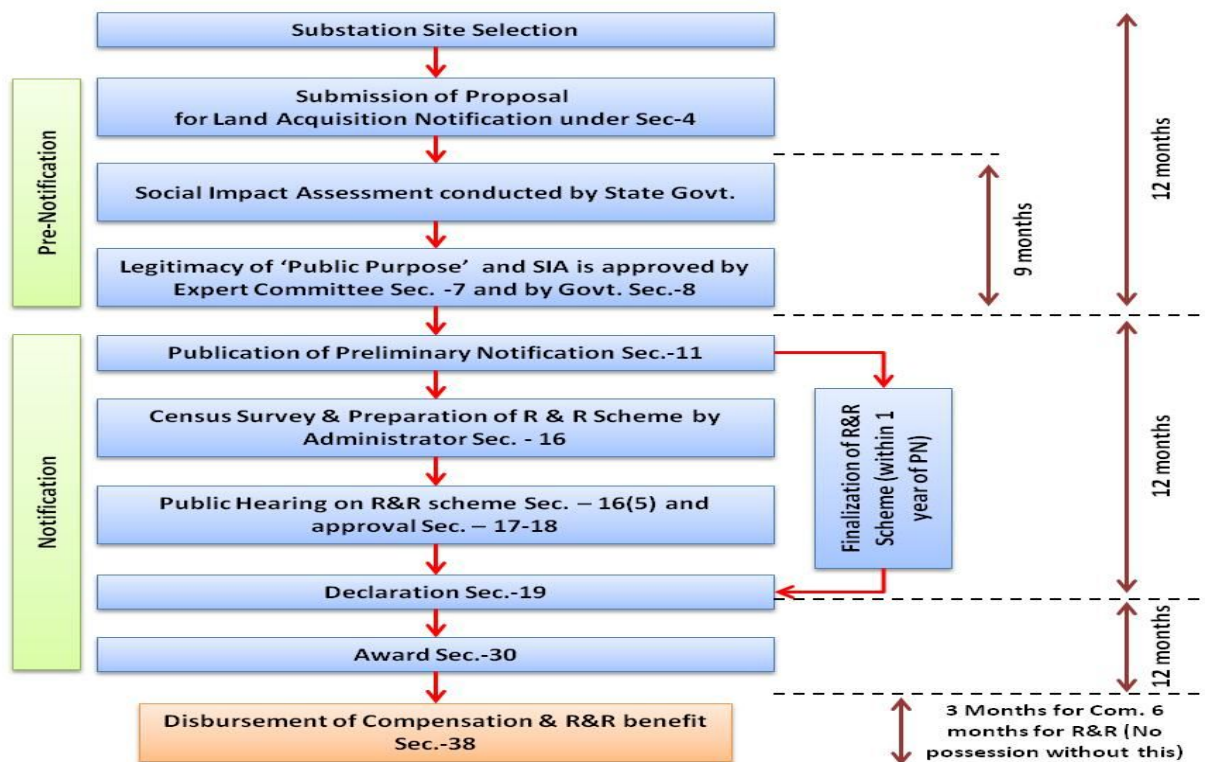 Substation Site Selection
Pre-Notification
Submission of Proposal
for Land Acquisition Notification under Sec-4
Social Impact Assessment conducted by State Govt.
Legitimacy of ‘Public Purpose’ and SIA is approved by
Expert Committee Sec. -7 and by Govt. Sec.-8
9 months
12 months
Notification
Publication of Preliminary Notification Sec.-11
Census Survey & Preparation of R & R Scheme by
Administrator Sec. - 16
Public Hearing on R&R scheme Sec. – 16(5) and
approval Sec. – 17-18
Finalization of R&R
Scheme (within 1
year of PN)
12 months
Declaration Sec.-19
Award Sec.-30
12 months
Disbursement of Compensation & R&R benefit
Sec.-38
3 Months for Com. 6
months for R&R (No
possession without this)